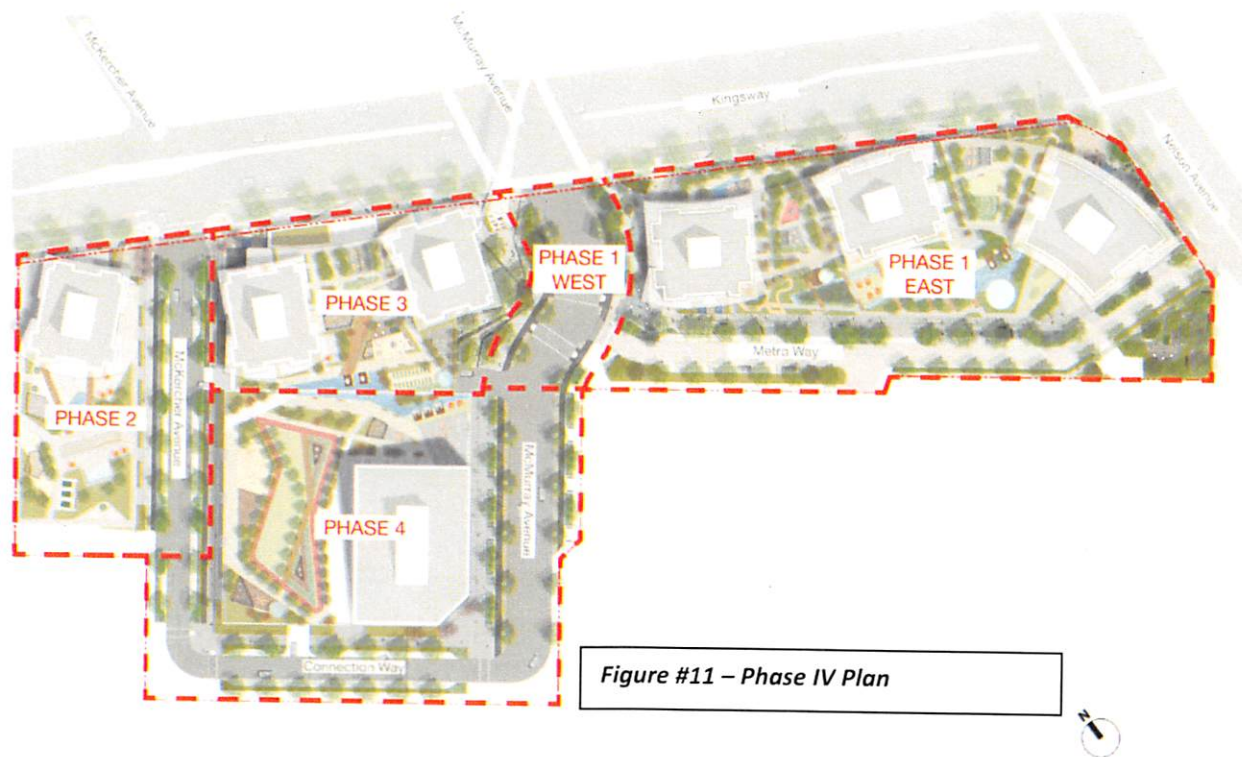 McKercher Avenue
McMurray Avenue
Kingsway
Nelson Avenue
PHASE 1
WEST
PHASE 1
EAST
PHASE 3
Metro Way
PHASE 2
McKercher Avenue
PHASE 4
McMurray Avenue
Connection Way
Figure #11 – Phase IV Plan
N